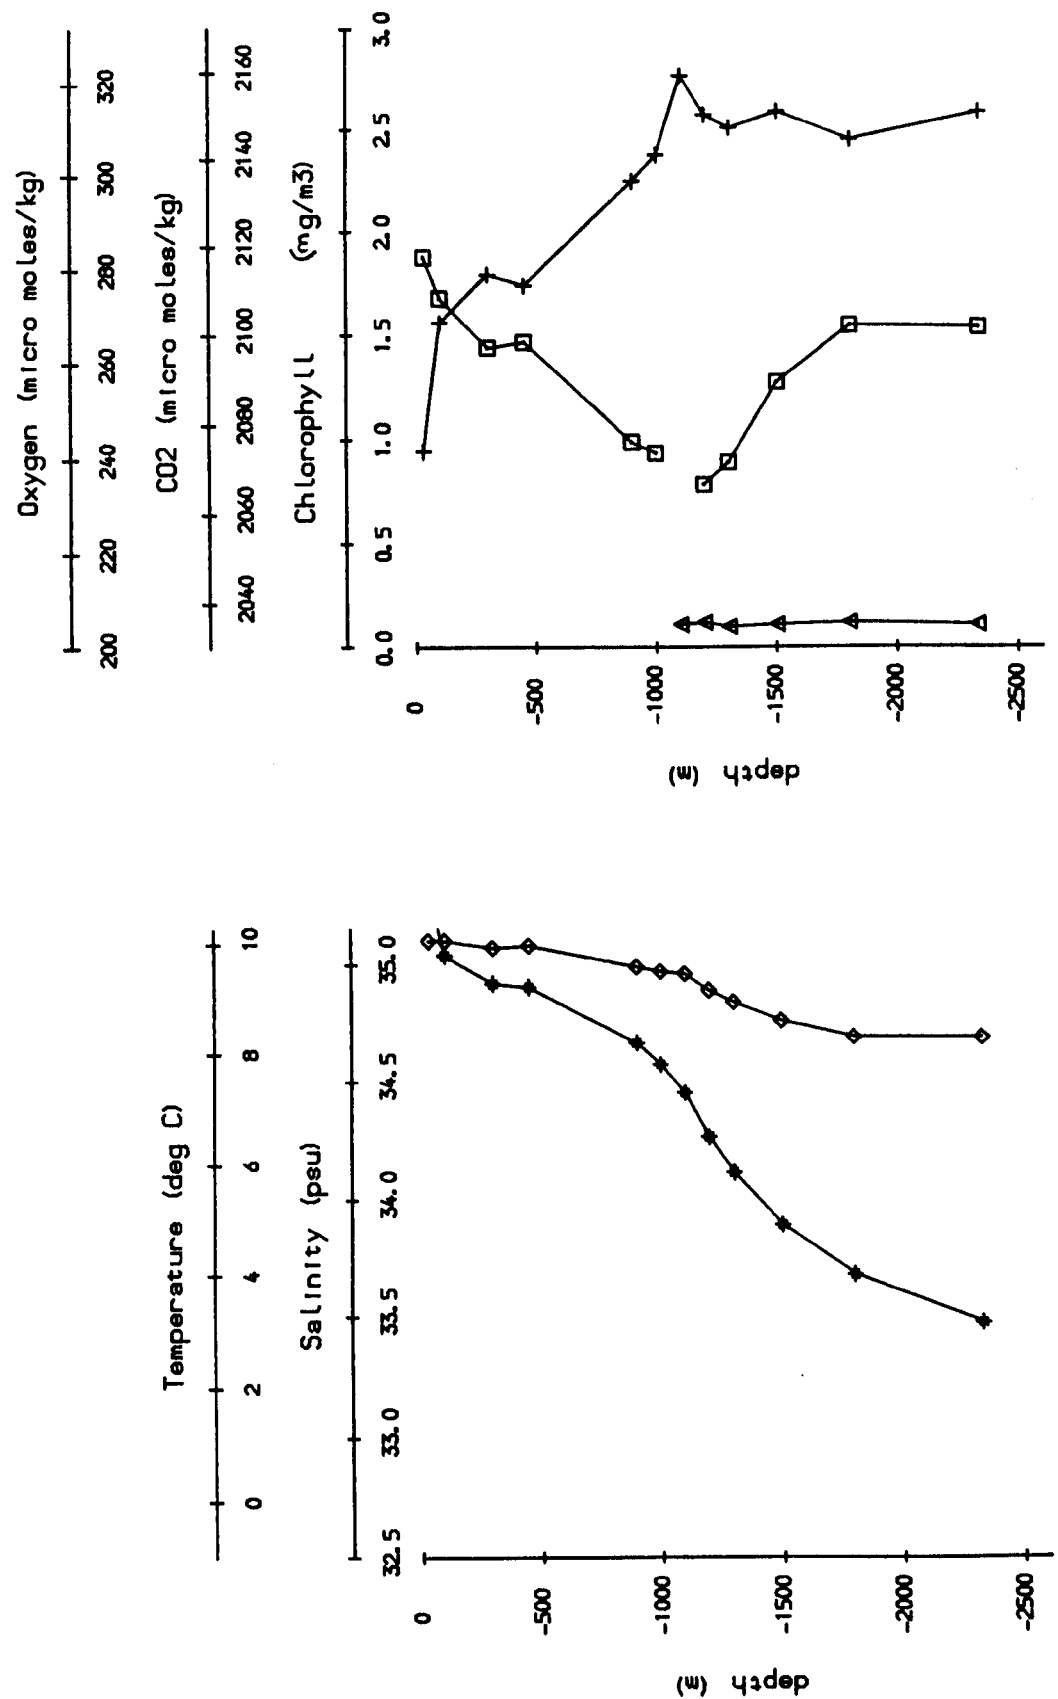 Temperature (deg C)
0 2 4 6 8 10
Salinity (psu)
32.5 33.0 33.5 34.0 34.5 35.0
0
-500
-1000
-1500
-2000
-2500
depth (m)
Oxygen (micro moles/kg)
200 220 240 260 280 300 320
CO2 (micro moles/kg)
2040 2060 2080 2100 2120 2140 2160
Chlorophyll (mg/m3)
0.0 0.5 1.0 1.5 2.0 2.5 3.0
0
-500
-1000
-1500
-2000
-2500
depth (m)